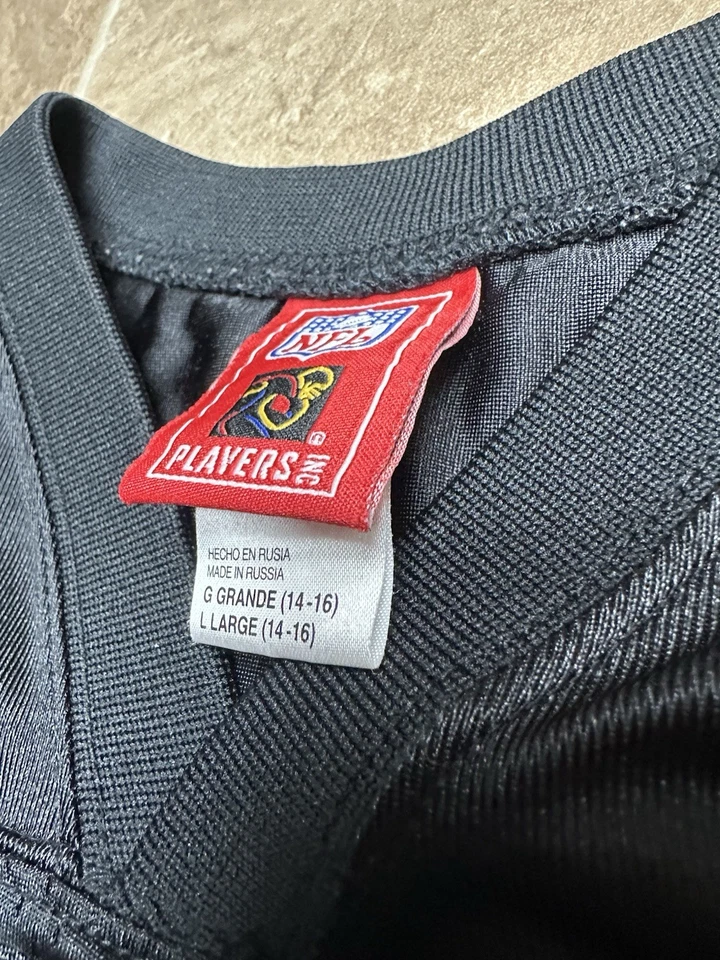 NFL
PLAYERS INC
HECHO EN RUSIA
MADE IN RUSSIA
G GRANDE (14-16)
L LARGE (14-16)